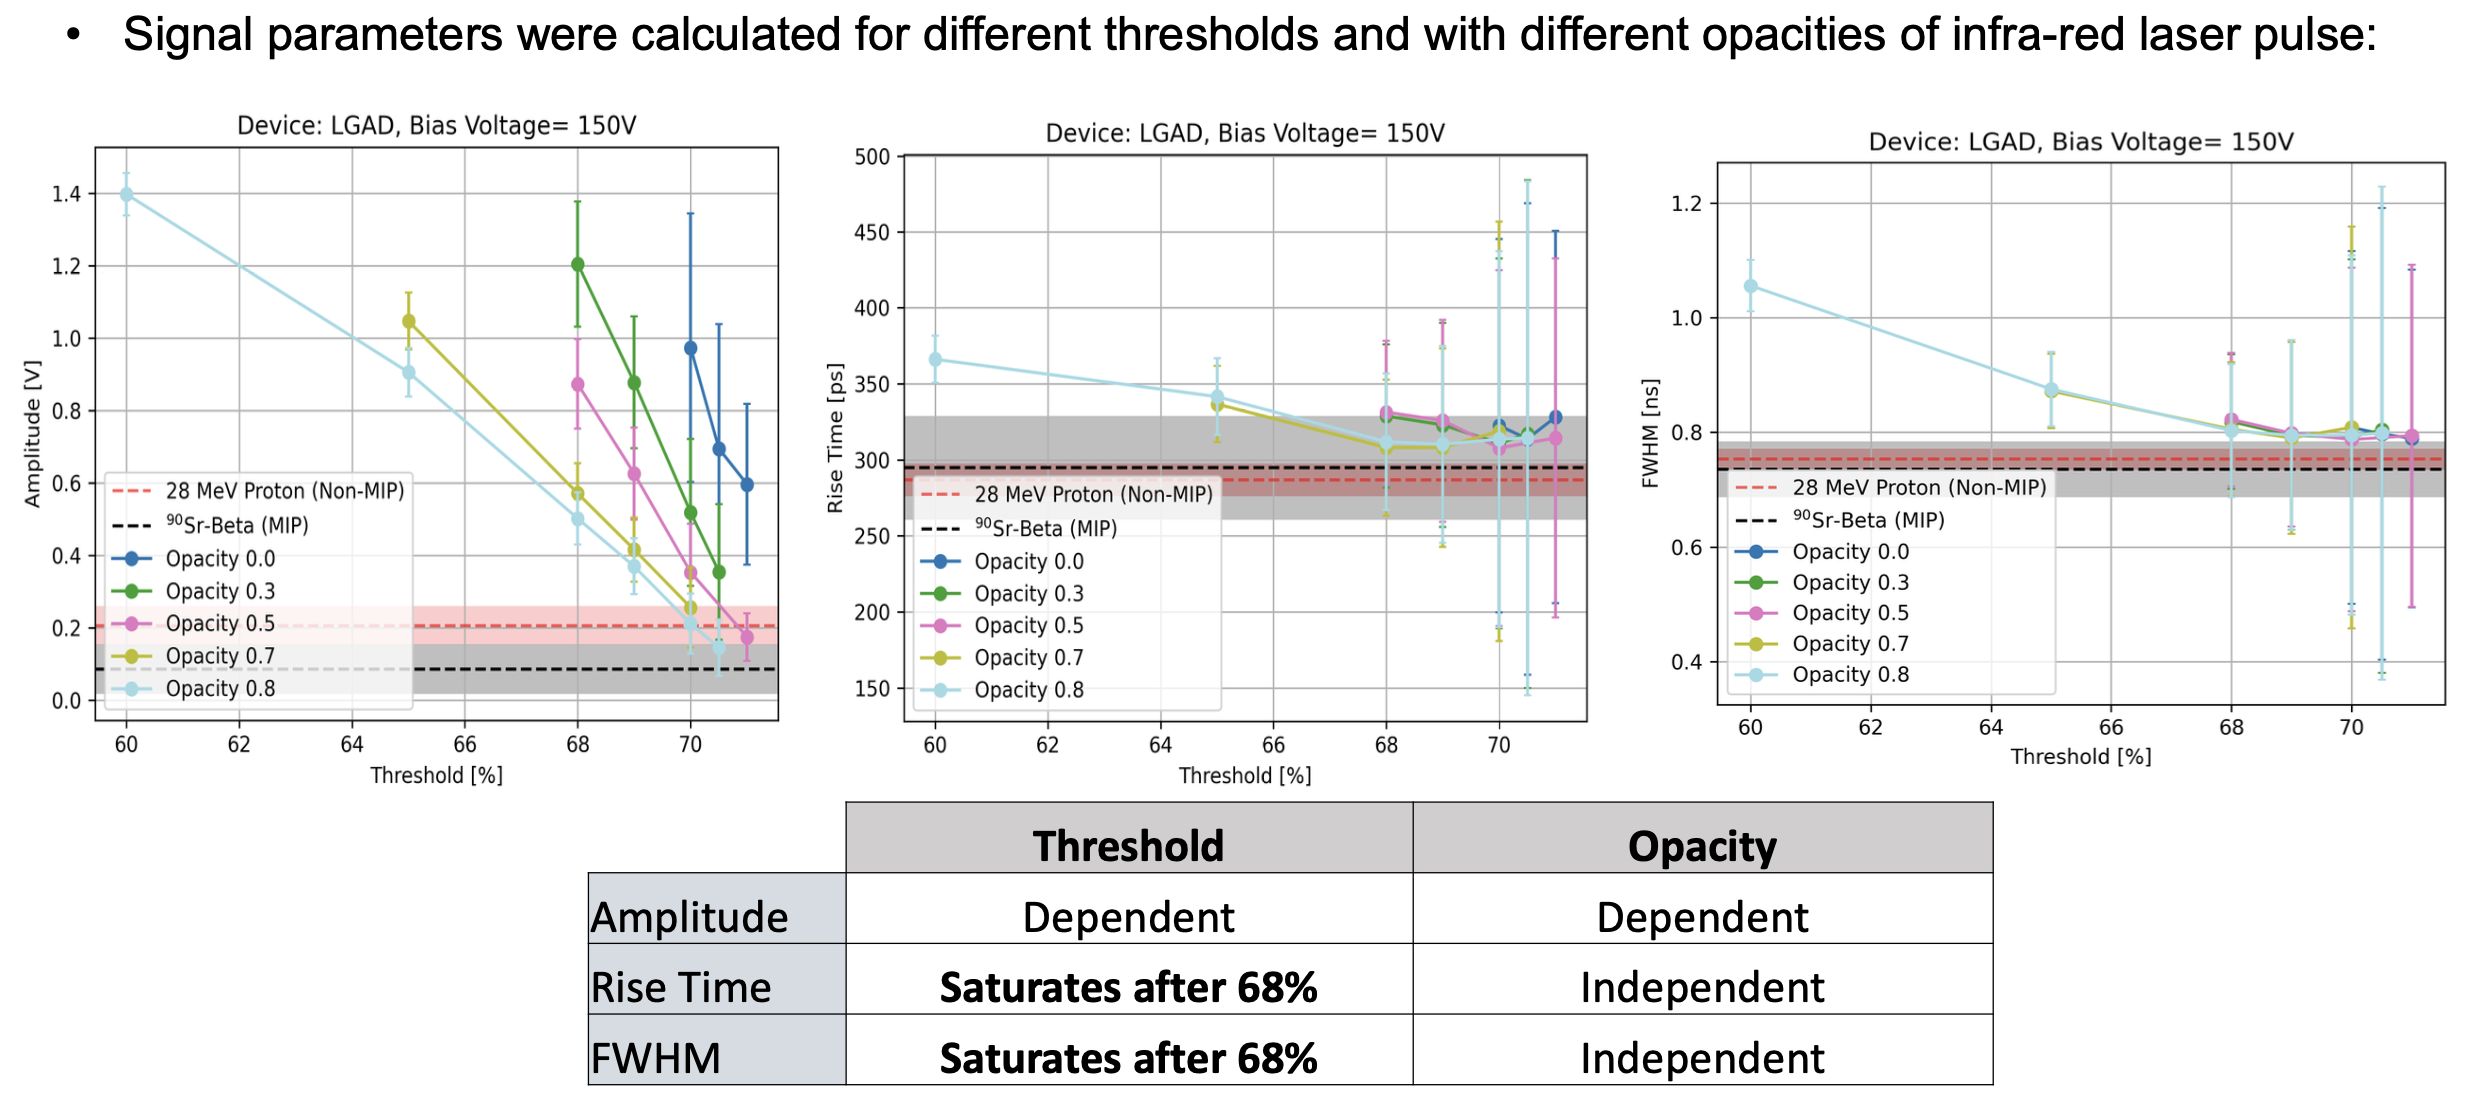 • Signal parameters were calculated for different thresholds and with different opacities of infra-red laser pulse:
Device: LGAD, Bias Voltage= 150V
Amplitude [V]
1.4
1.2
1.0
0.8
0.6
0.4
0.2
0.0
28 MeV Proton (Non-MIP)
90Sr-Beta (MIP)
Opacity 0.0
Opacity 0.3
Opacity 0.5
Opacity 0.7
Opacity 0.8
60 62 64 66 68 70
Threshold [%]
Device: LGAD, Bias Voltage= 150V
Rise Time [ps]
500
450
400
350
300
250
200
150
28 MeV Proton (Non-MIP)
90Sr-Beta (MIP)
Opacity 0.0
Opacity 0.3
Opacity 0.5
Opacity 0.7
Opacity 0.8
60 62 64 66 68 70
Threshold [%]
Device: LGAD, Bias Voltage= 150V
FWHM [ns]
1.2
1.0
0.8
0.6
0.4
28 MeV Proton (Non-MIP)
90Sr-Beta (MIP)
Opacity 0.0
Opacity 0.3
Opacity 0.5
Opacity 0.7
Opacity 0.8
60 62 64 66 68 70
Threshold [%]
Threshold Opacity
Amplitude Dependent Dependent
Rise Time Saturates after 68% Independent
FWHM Saturates after 68% Independent